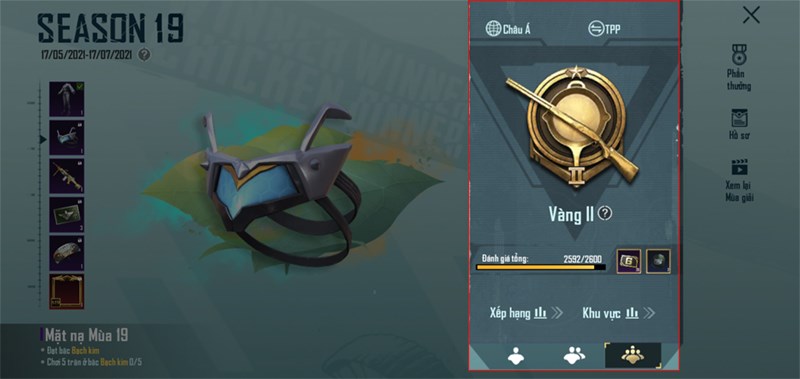 SEASON 19
17/05/2021-17/07/2021 ?
Châu Á
TPP
II
Vàng II ?
Đánh giá tổng: 2592/2600
Xếp hạng
Khu vực
Phần
thưởng
Hồ sơ
Xem lại
Mùa giải
Mặt nạ Mùa 19
• Đạt bậc Bạch kim
• Chơi 5 trận ở bậc Bạch kim 0/5